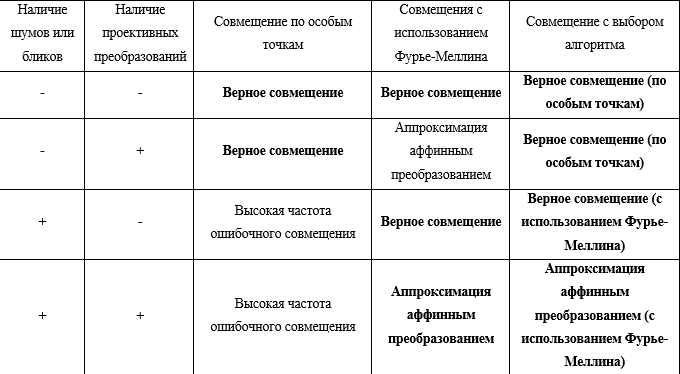 Наличие
шумов или
бликов
Наличие
проективных
преобразований
Совмещение по особым
точкам
Совмещения с
использованием
Фурье-Меллина
Совмещение с выбором
алгоритма
-
-
Верное совмещение
Верное совмещение
Верное совмещение (по
особым точкам)
-
+
Верное совмещение
Аппроксимация
аффинным
преобразованием
Верное совмещение (по
особым точкам)
+
-
Высокая частота
ошибочного совмещения
Верное совмещение
Верное совмещение (с
использованием Фурье-
Меллина)
+
+
Высокая частота
ошибочного совмещения
Аппроксимация
аффинным
преобразованием
Аппроксимация
аффинным
преобразованием (с
использованием Фурье-
Меллина)